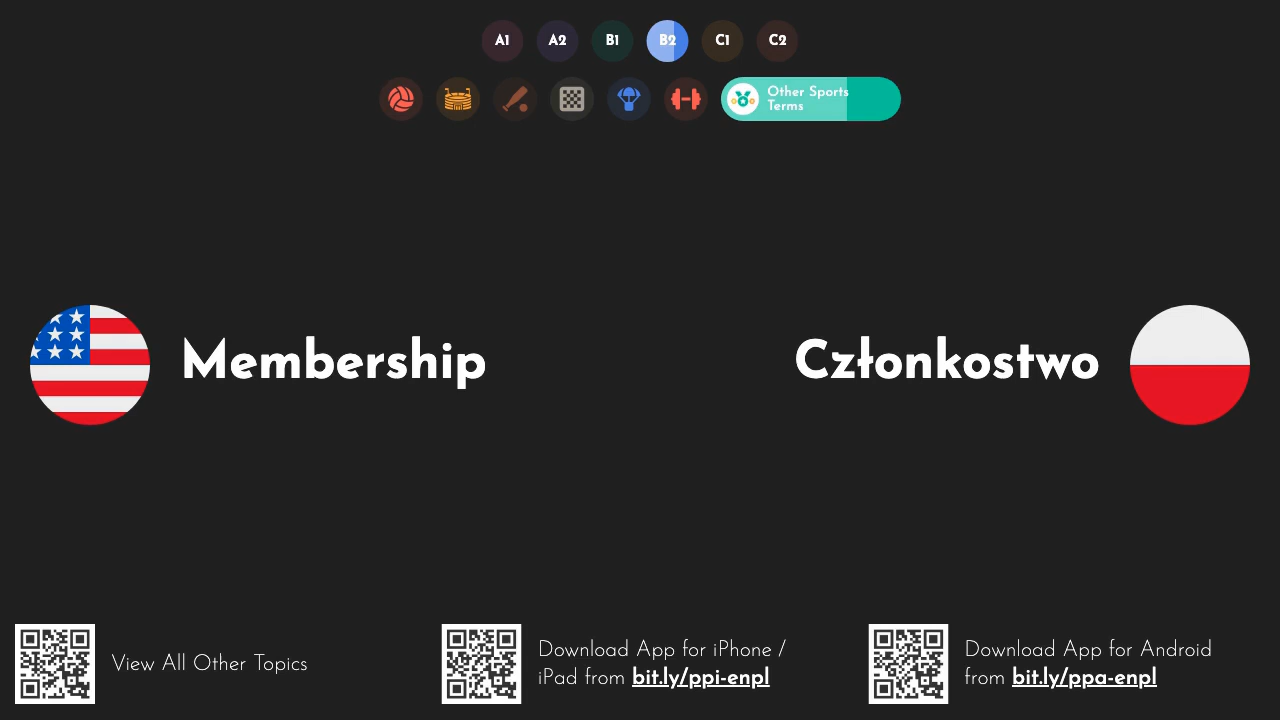 A1 A2 B1 B2 C1 C2
Other Sports
Terms
Membership
Członkostwo
View All Other Topics
Download App for iPhone /
iPad from bit.ly/ppi-enpl
Download App for Android
from bit.ly/ppa-enpl